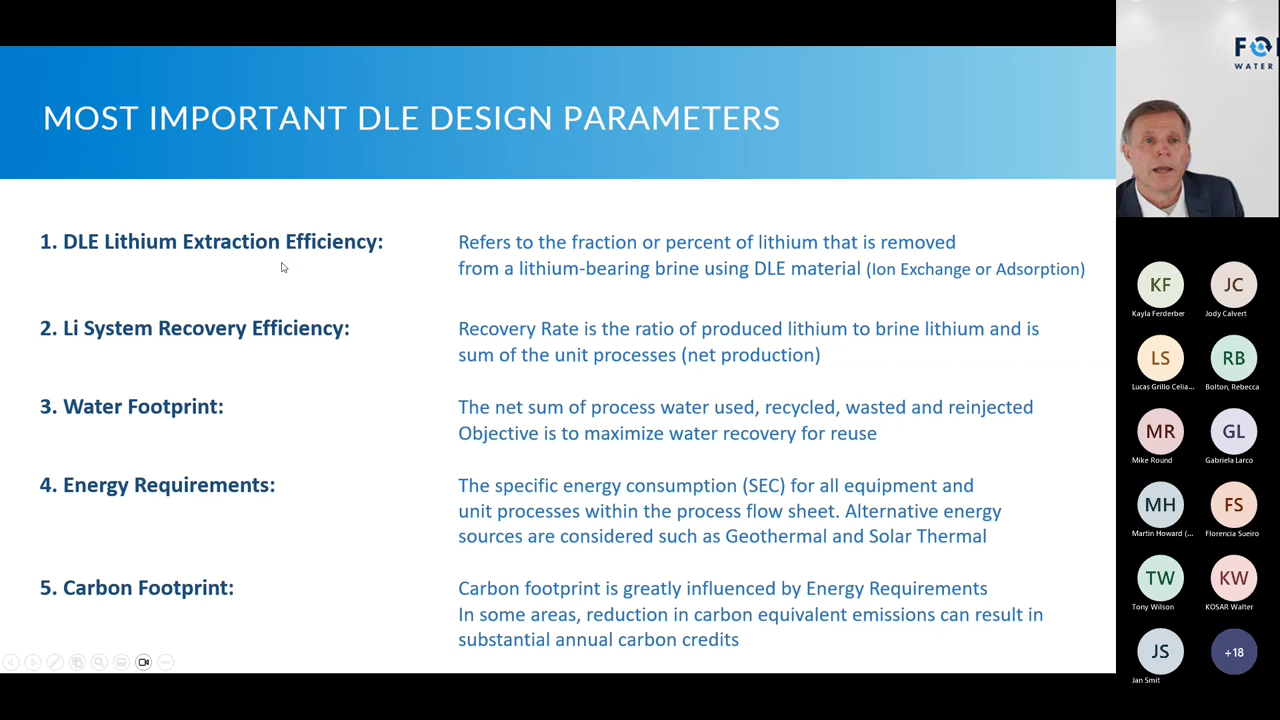 MOST IMPORTANT DLE DESIGN PARAMETERS
1. DLE Lithium Extraction Efficiency:
Refers to the fraction or percent of lithium that is removed
from a lithium-bearing brine using DLE material (Ion Exchange or Adsorption)
2. Li System Recovery Efficiency:
Recovery Rate is the ratio of produced lithium to brine lithium and is
sum of the unit processes (net production)
3. Water Footprint:
The net sum of process water used, recycled, wasted and reinjected
Objective is to maximize water recovery for reuse
4. Energy Requirements:
The specific energy consumption (SEC) for all equipment and
unit processes within the process flow sheet. Alternative energy
sources are considered such as Geothermal and Solar Thermal
5. Carbon Footprint:
Carbon footprint is greatly influenced by Energy Requirements
In some areas, reduction in carbon equivalent emissions can result in
substantial annual carbon credits
WATER
KF
Kayla Ferderber
JC
Jody Calvert
LS
Lucas Grillo Celia...
RB
Bolton, Rebecca
MR
Mike Round
GL
Gabriela Larco
MH
Martin Howard (...
FS
Florencia Sueiro
TW
Tony Wilson
KW
KOSAR Walter
JS
Jan Smit
+18